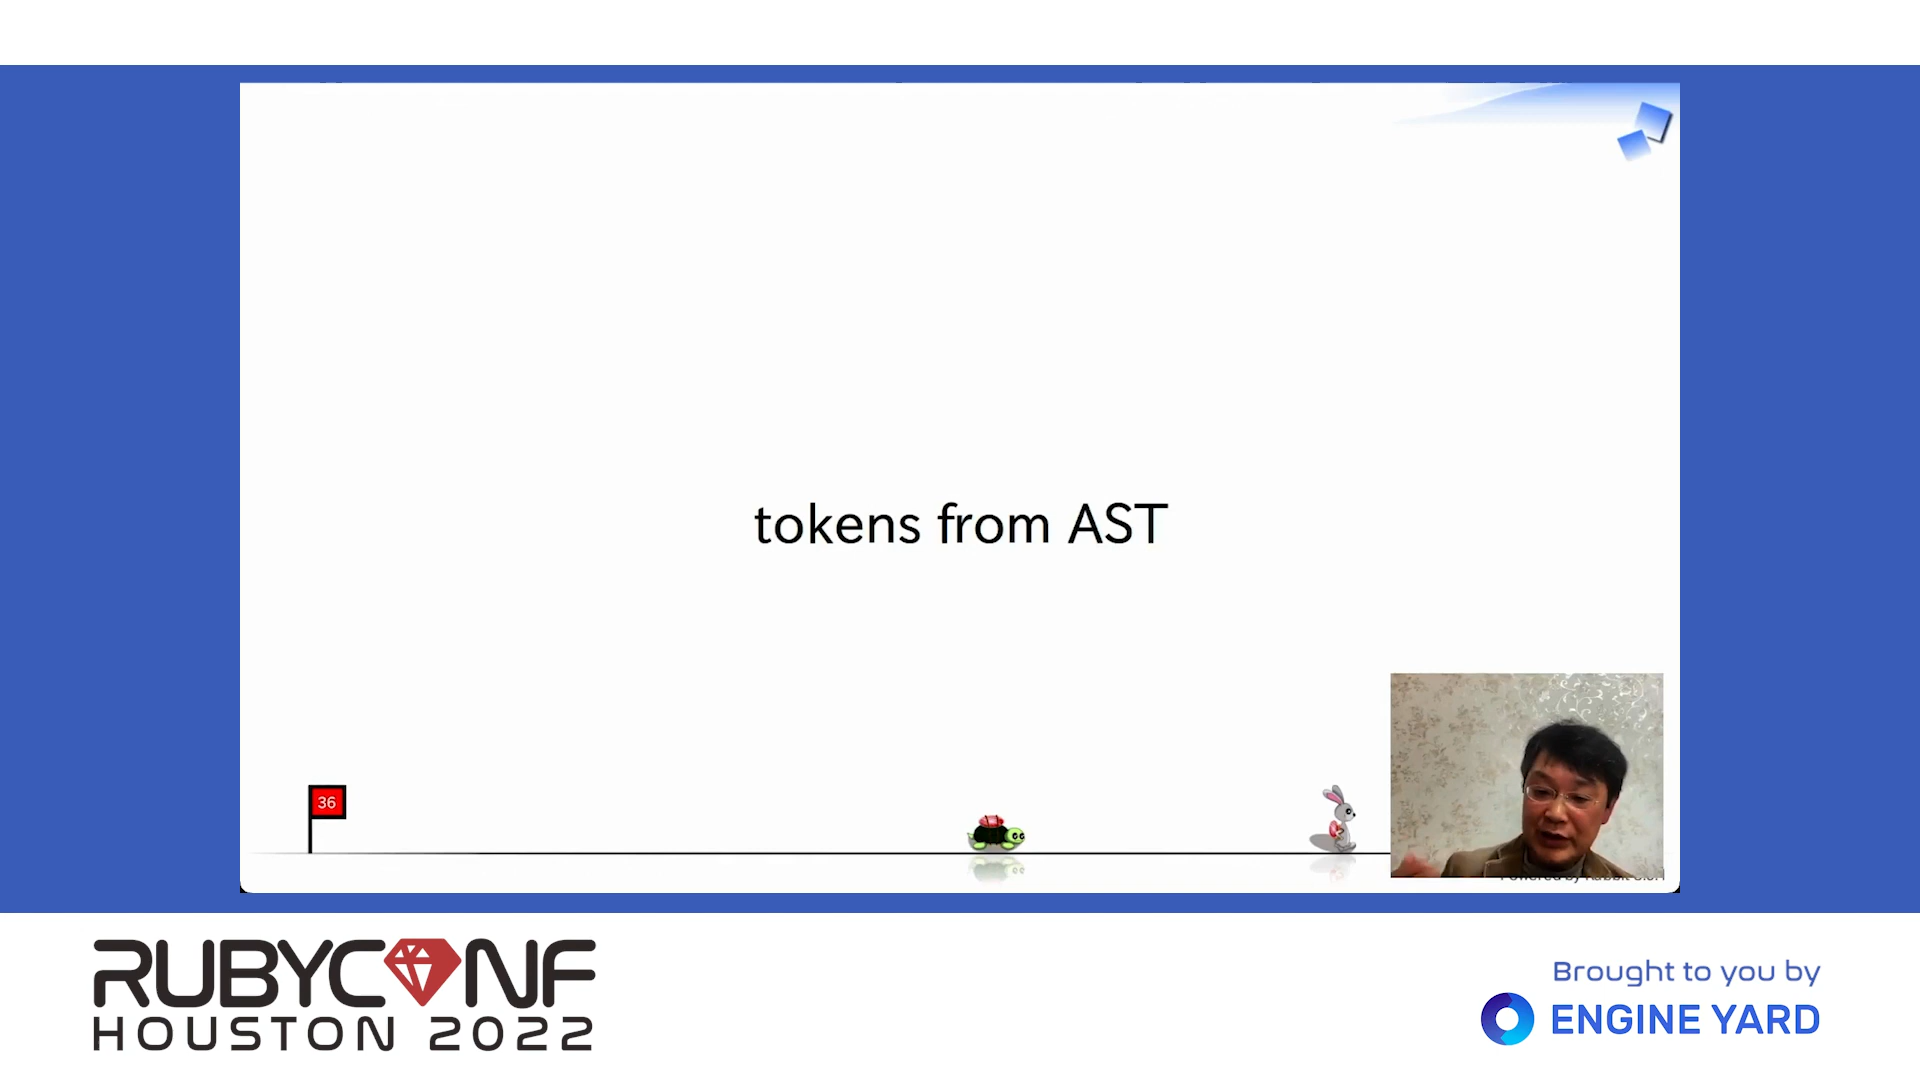 tokens from AST
36
RUBYCONF
HOUSTON 2022
Brought to you by
ENGINE YARD